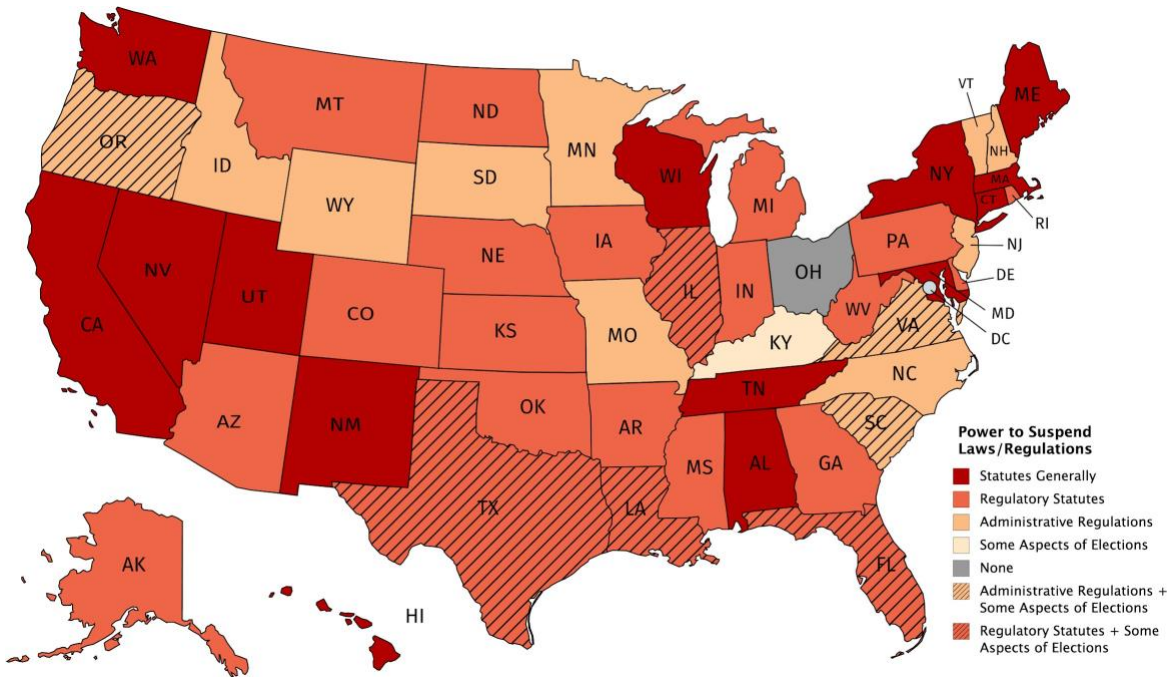 WA
MT
ND
MN
VT
ME
OR
ID
SD
WI
NY
NH
MA
CT
WY
MI
RI
IA
PA
NJ
NE
OH
DE
NV
UT
IL
IN
WV
MD
CA
CO
KS
MO
VA
DC
KY
NC
TN
AZ
NM
OK
AR
SC
MS
AL
GA
TX
LA
FL
AK
HI
Power to Suspend
Laws/Regulations
Statutes Generally
Regulatory Statutes
Administrative Regulations
Some Aspects of Elections
None
Administrative Regulations +
Some Aspects of Elections
Regulatory Statutes + Some
Aspects of Elections